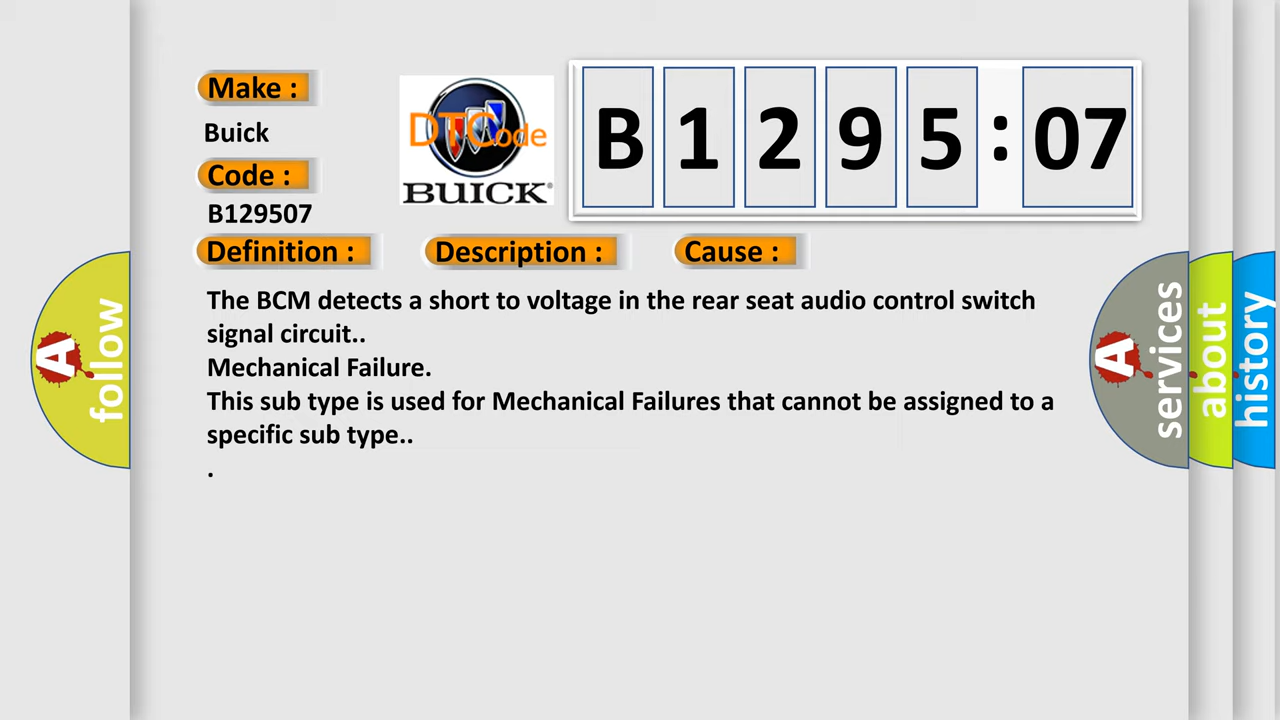 Make :
Buick
Code :
B129507
DTCode
BUICK®
B 1 2 9 5 : 07
Definition :
Description :
Cause :
The BCM detects a short to voltage in the rear seat audio control switch
signal circuit..
Mechanical Failure.
This sub type is used for Mechanical Failures that cannot be assigned to a
specific sub type..
.
A follow
A services
about
history